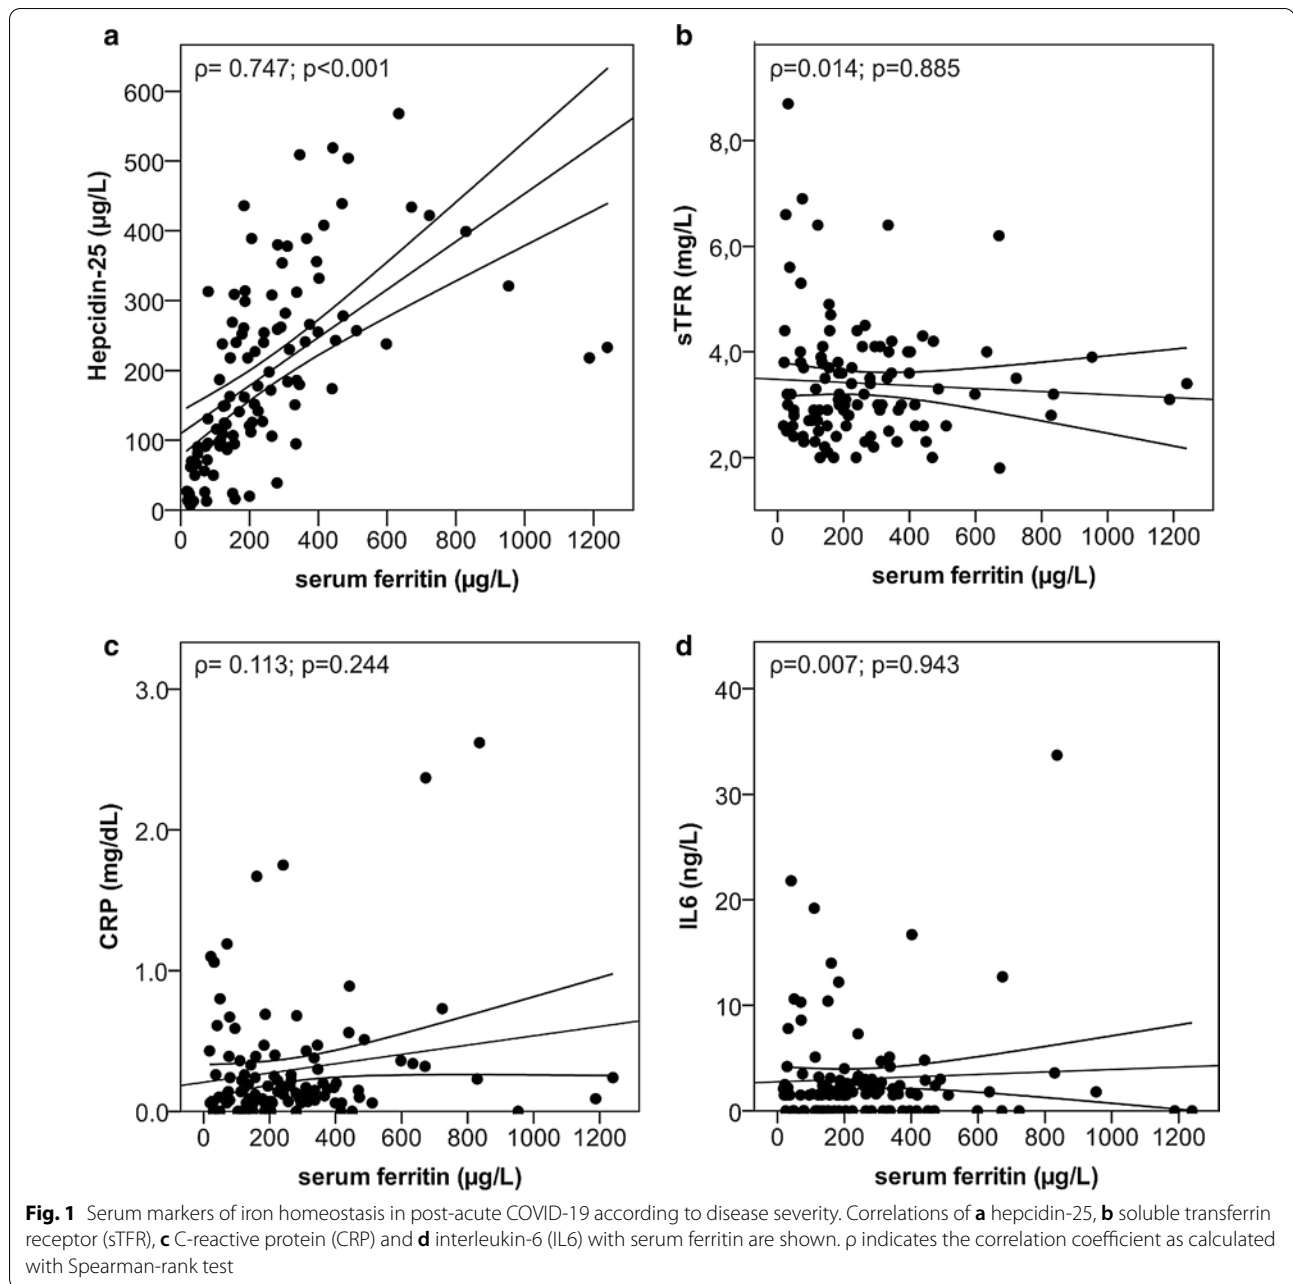 a
ρ= 0.747; p<0.001
600
500
400
300
200
100
0
Hepcidin-25 (µg/L)
0 200 400 600 800 1000 1200
serum ferritin (µg/L)
b
ρ=0.014; p=0.885
8,0
6,0
4,0
2,0
sTFR (mg/L)
0 200 400 600 800 1000 1200
serum ferritin (µg/L)
c
ρ= 0.113; p=0.244
3.0
2.0
1.0
0.0
CRP (mg/dL)
0 200 400 600 800 1000 1200
serum ferritin (µg/L)
d
ρ=0.007; p=0.943
40
30
20
10
0
IL6 (ng/L)
0 200 400 600 800 1000 1200
serum ferritin (µg/L)
Fig. 1 Serum markers of iron homeostasis in post-acute COVID-19 according to disease severity. Correlations of a hepcidin-25, b soluble transferrin
receptor (sTFR), c C-reactive protein (CRP) and d interleukin-6 (IL6) with serum ferritin are shown. ρ indicates the correlation coefficient as calculated
with Spearman-rank test